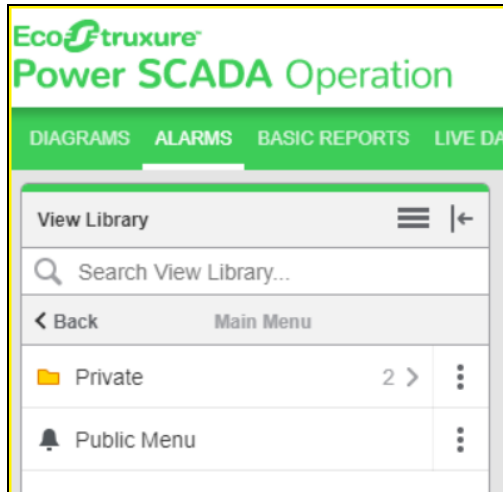 EcoStruxure™
Power SCADA Operation
DIAGRAMS ALARMS BASIC REPORTS LIVE DA
View Library
Search View Library...
Back Main Menu
Private 2
Public Menu